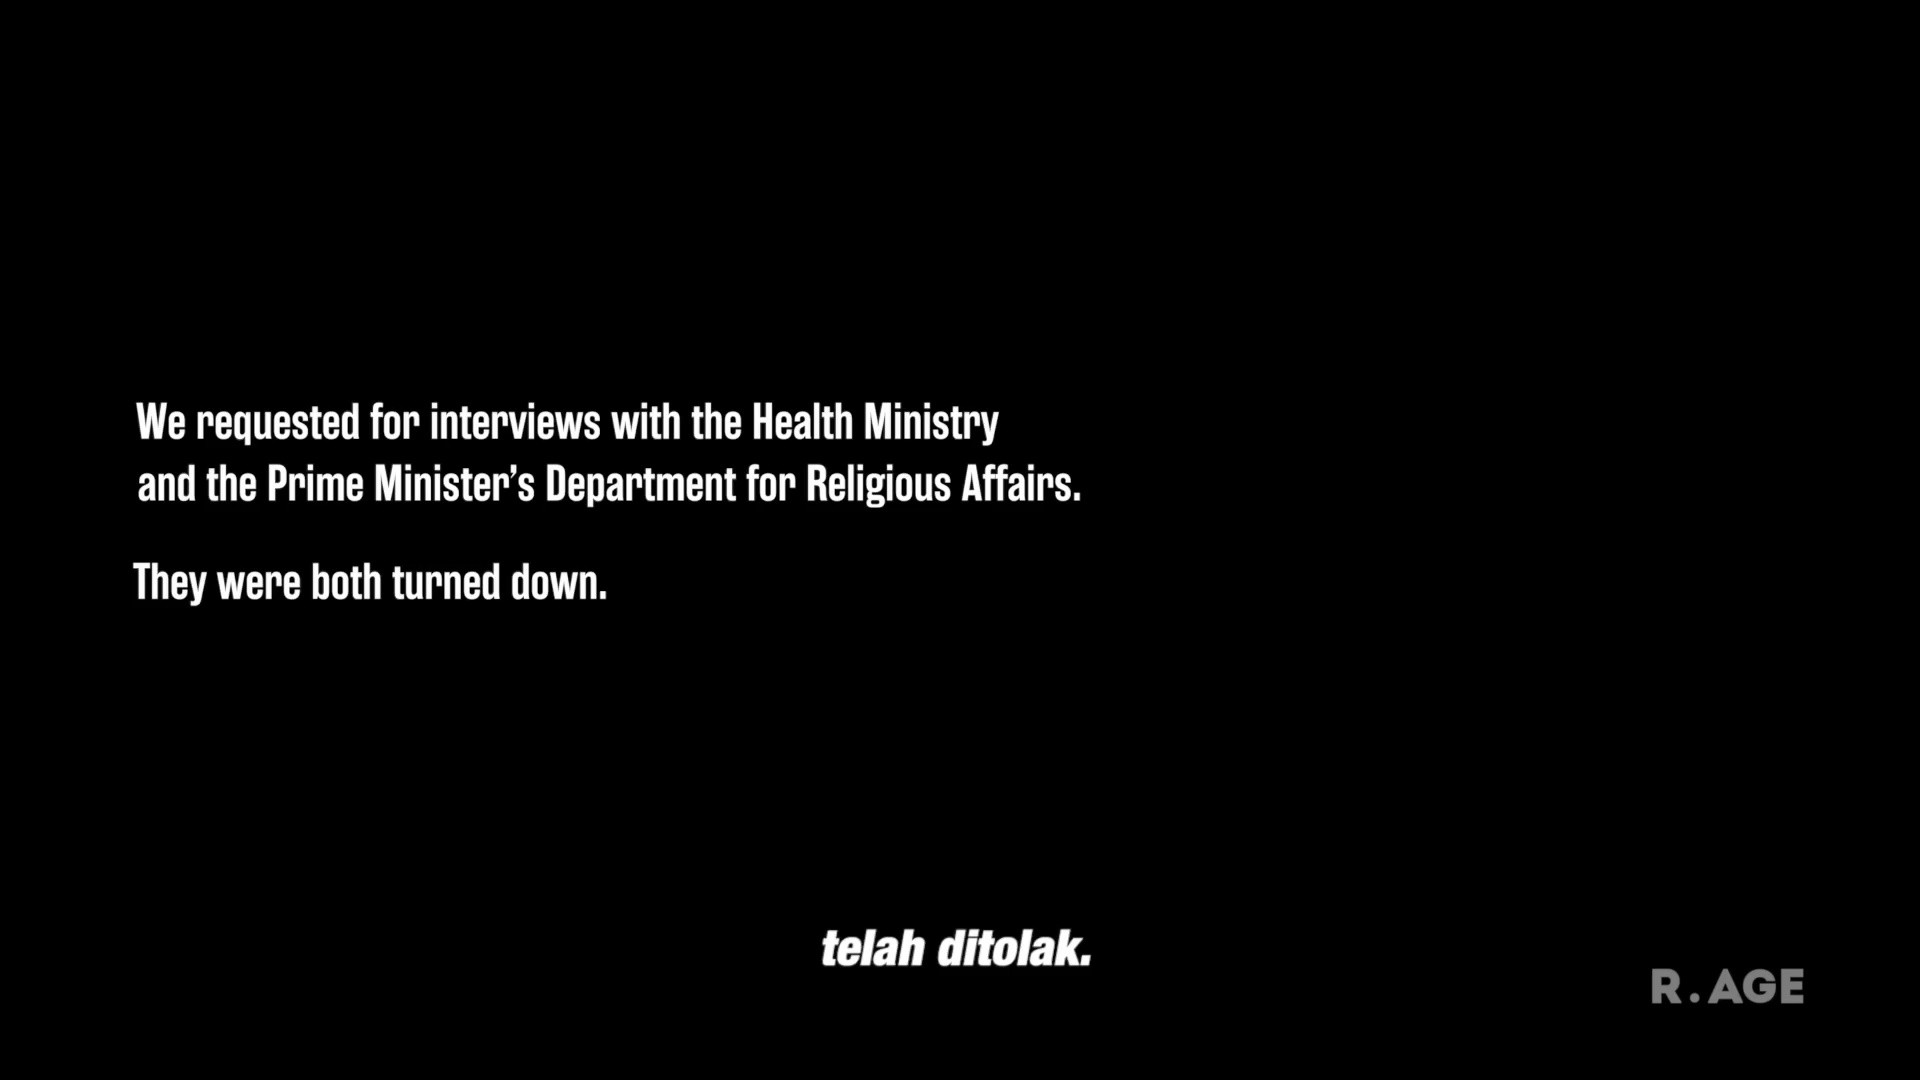 We requested for interviews with the Health Ministry
and the Prime Minister’s Department for Religious Affairs.
They were both turned down.
telah ditolak.
R.AGE